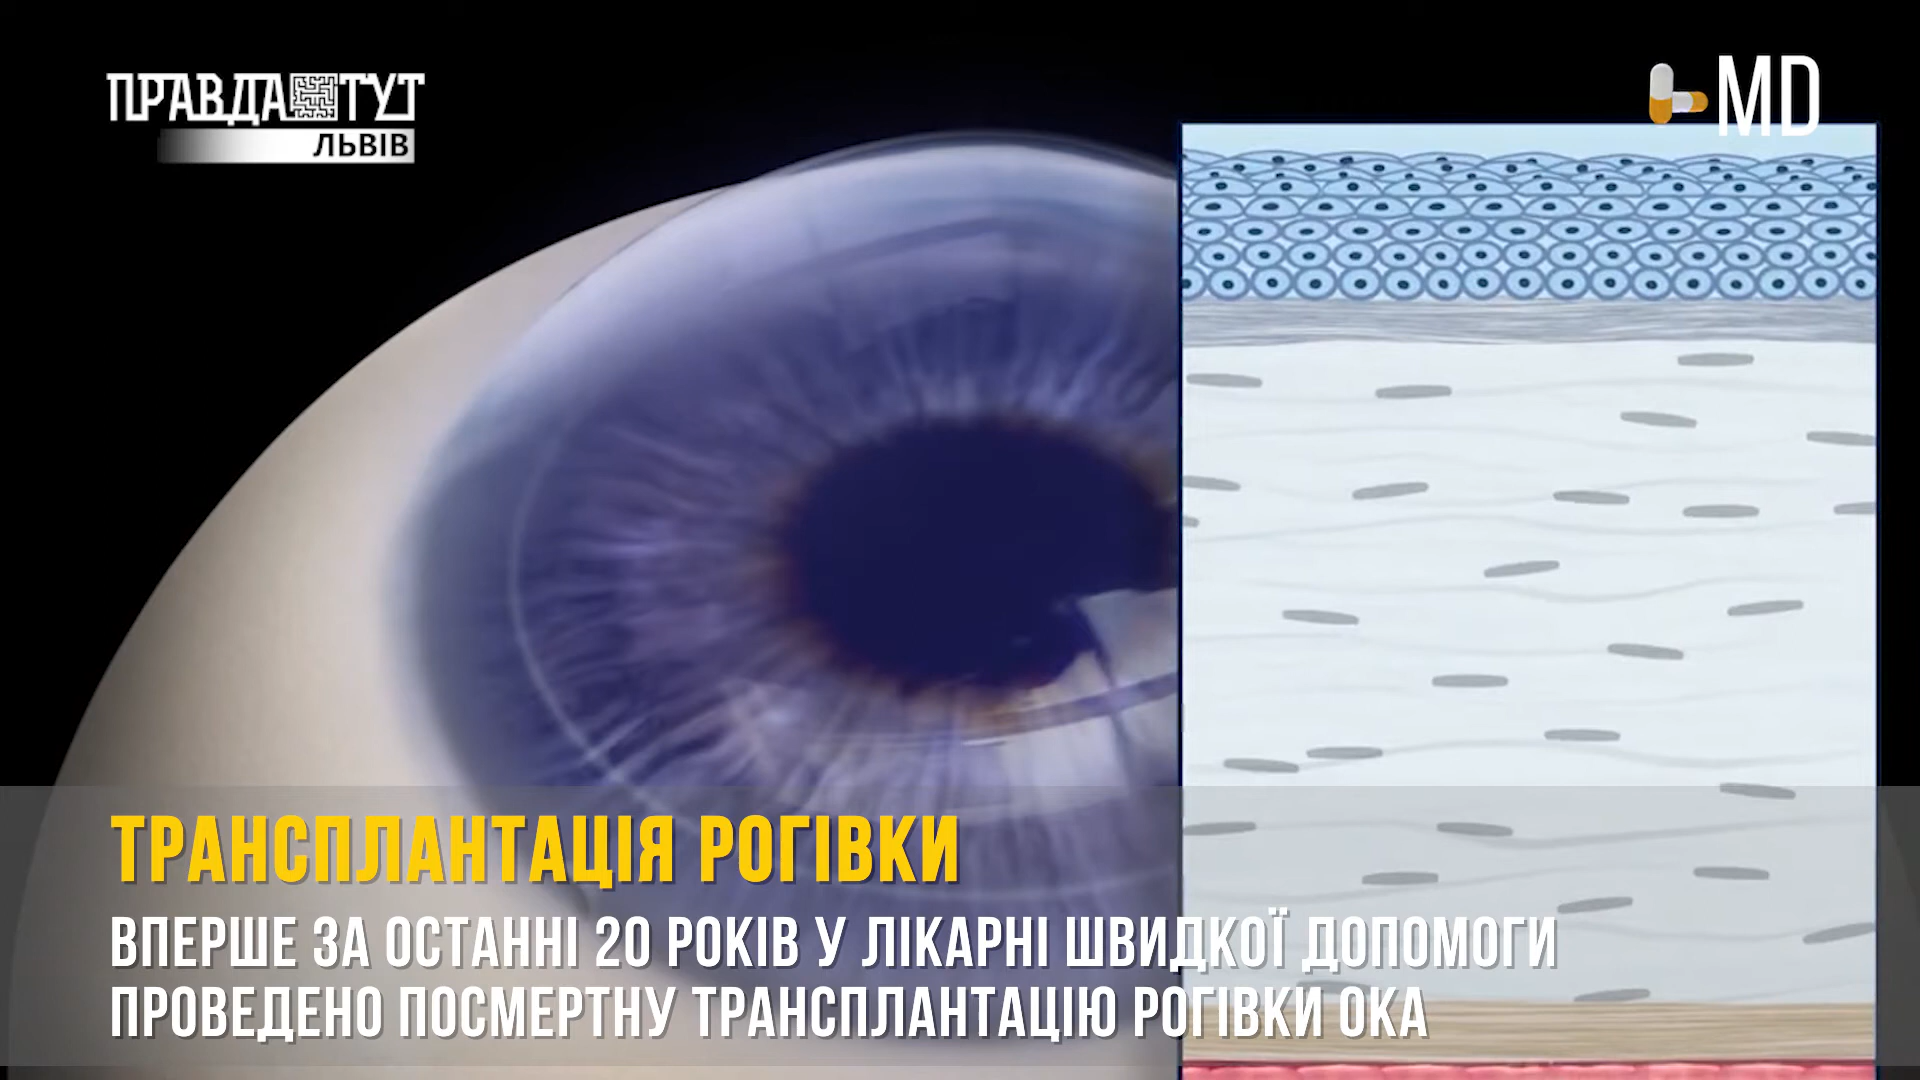 ПРАВДА ТУТ
ЛЬВІВ
MD
ТРАНСПЛАНТАЦІЯ РОГІВКИ
ВПЕРШЕ ЗА ОСТАННІ 20 РОКІВ У ЛІКАРНІ ШВИДКОЇ ДОПОМОГИ
ПРОВЕДЕНО ПОСМЕРТНУ ТРАНСПЛАНТАЦІЮ РОГІВКИ ОКА